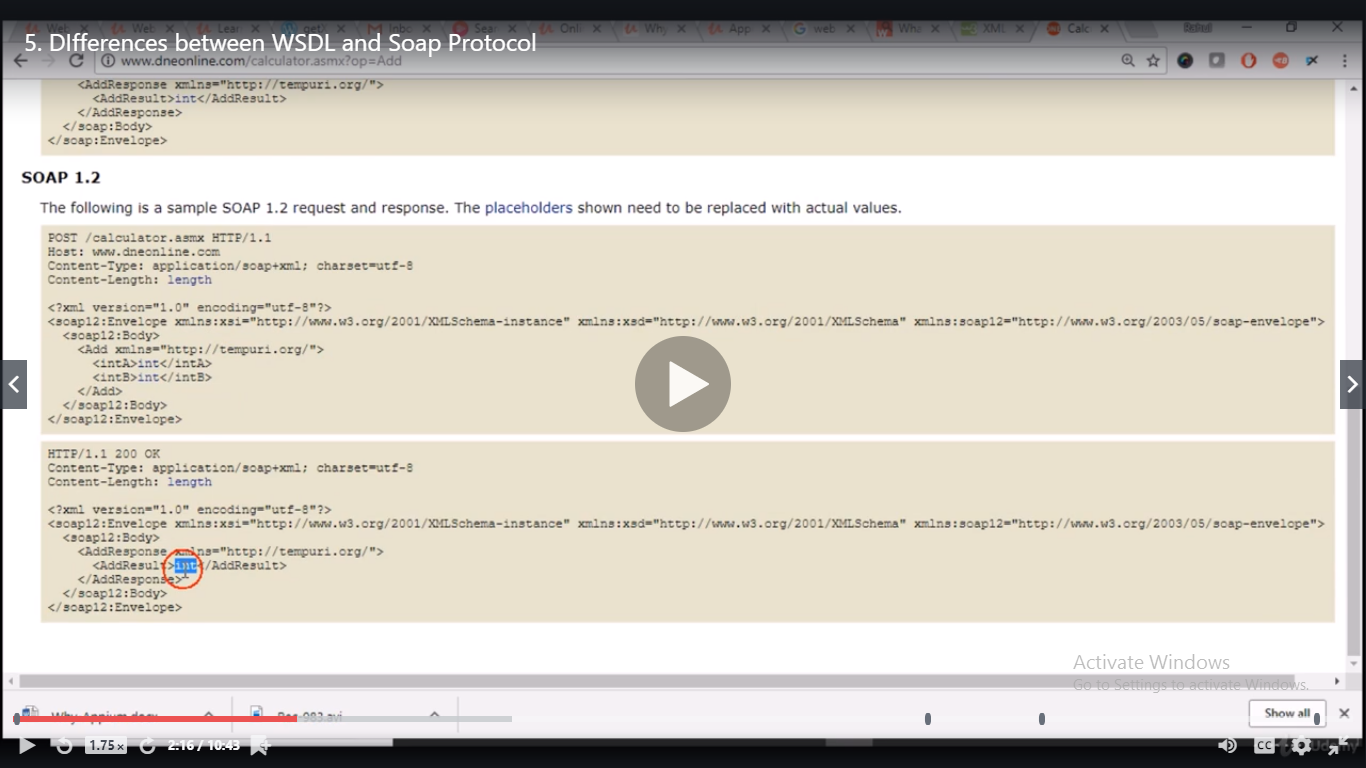 5. DIfferences between WSDL and Soap Protocol
www.dneonline.com/calculator.asmx?op=Add
<AddResponse xmlns="http://tempuri.org/">
<AddResult>int</AddResult>
</AddResponse>
</soap:Body>
</soap:Envelope>
SOAP 1.2
The following is a sample SOAP 1.2 request and response. The placeholders shown need to be replaced with actual values.
POST /calculator.asmx HTTP/1.1
Host: www.dneonline.com
Content-Type: application/soap+xml; charset=utf-8
Content-Length: length
<?xml version="1.0" encoding="utf-8"?>
<soap12:Envelope xmlns:xsi="http://www.w3.org/2001/XMLSchema-instance" xmlns:xsd="http://www.w3.org/2001/XMLSchema" xmlns:soap12="http://www.w3.org/2003/05/soap-envelope">
<soap12:Body>
<Add xmlns="http://tempuri.org/">
<intA>int</intA>
<intB>int</intB>
</Add>
</soap12:Body>
</soap12:Envelope>
HTTP/1.1 200 OK
Content-Type: application/soap+xml; charset=utf-8
Content-Length: length
<?xml version="1.0" encoding="utf-8"?>
<soap12:Envelope xmlns:xsi="http://www.w3.org/2001/XMLSchema-instance" xmlns:xsd="http://www.w3.org/2001/XMLSchema" xmlns:soap12="http://www.w3.org/2003/05/soap-envelope">
<soap12:Body>
<AddResponse xmlns="http://tempuri.org/">
<AddResult>int</AddResult>
</AddResponse>
</soap12:Body>
</soap12:Envelope>
Activate Windows
Go to Settings to activate Windows.
Why-Appium.docx
Show all
1.75 x 2:16 / 10:43 CC